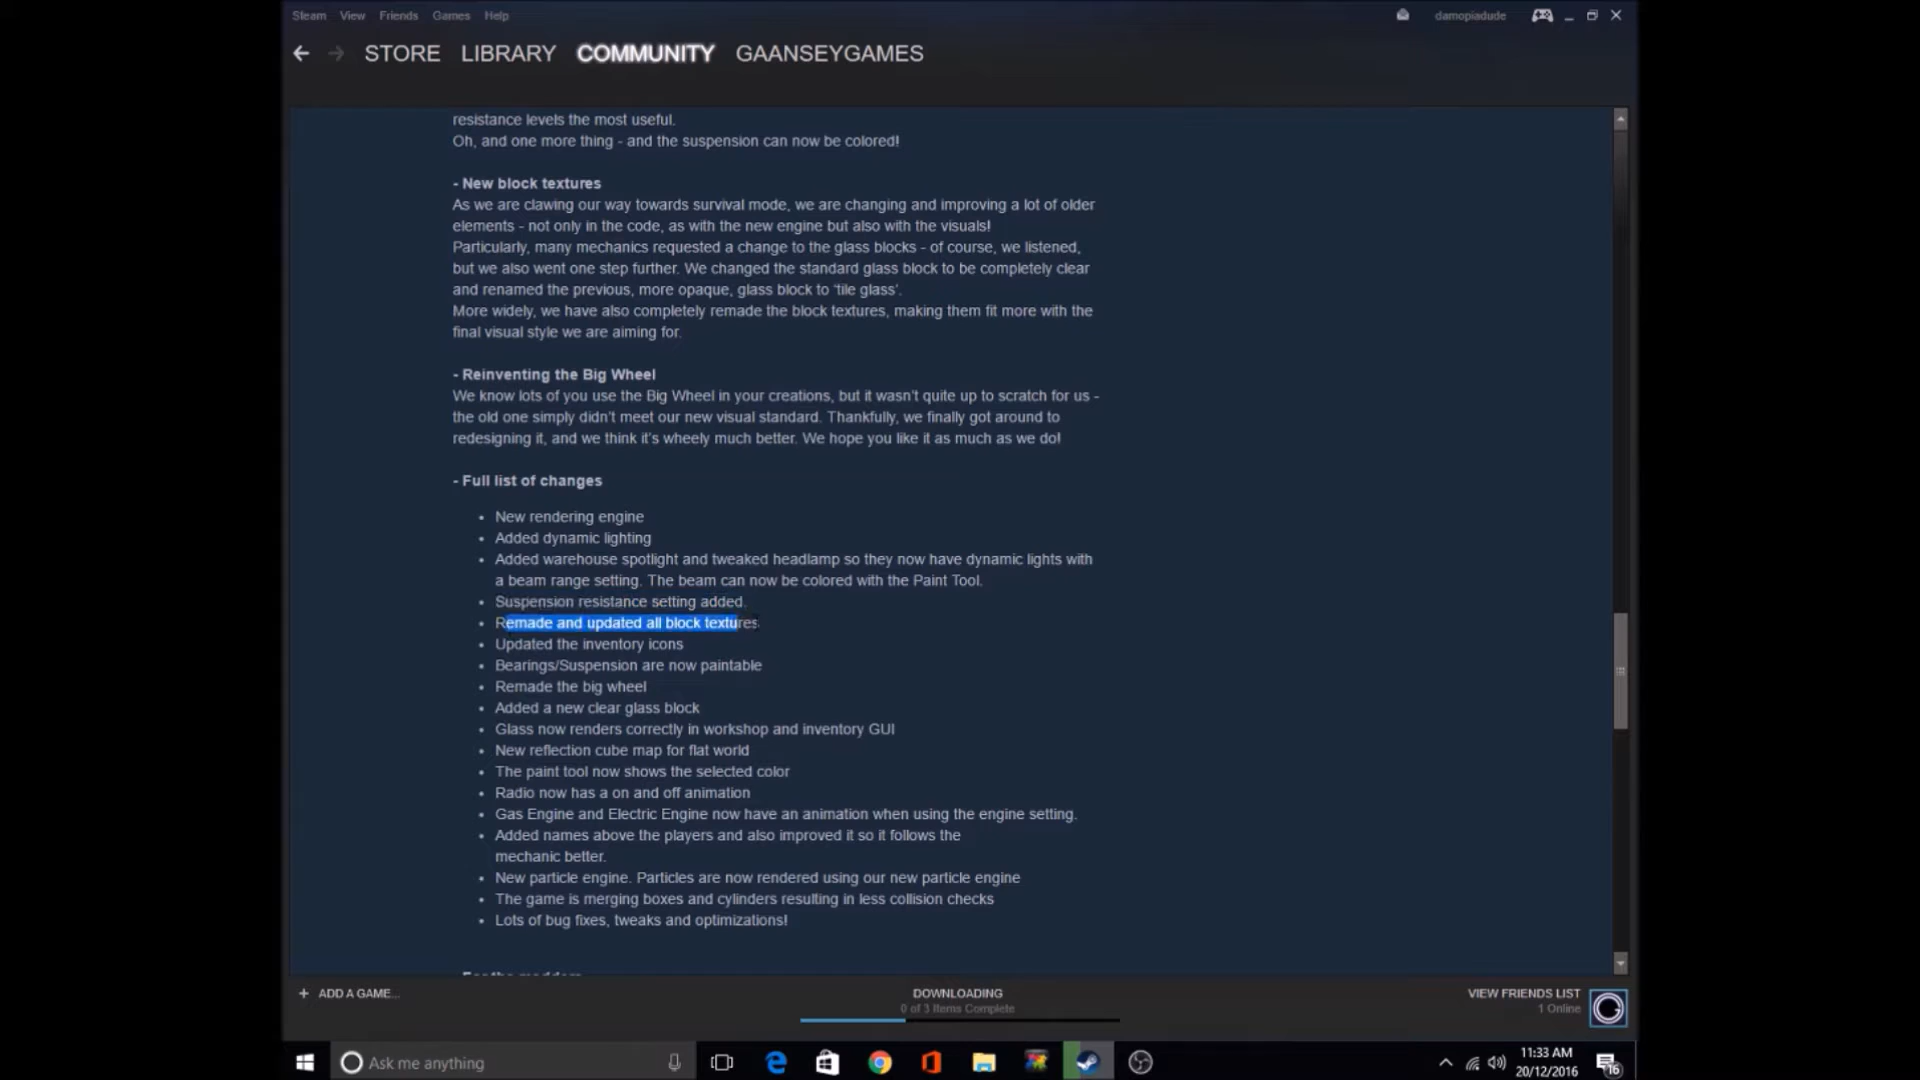 Steam View Friends Games Help
damopiadude
STORE LIBRARY COMMUNITY GAANSEYGAMES
resistance levels the most useful.
Oh, and one more thing - and the suspension can now be colored!
- New block textures
As we are clawing our way towards survival mode, we are changing and improving a lot of older
elements - not only in the code, as with the new engine but also with the visuals!
Particularly, many mechanics requested a change to the glass blocks - of course, we listened,
but we also went one step further. We changed the standard glass block to be completely clear
and renamed the previous, more opaque, glass block to 'tile glass'.
More widely, we have also completely remade the block textures, making them fit more with the
final visual style we are aiming for.
- Reinventing the Big Wheel
We know lots of you use the Big Wheel in your creations, but it wasn't quite up to scratch for us -
the old one simply didn't meet our new visual standard. Thankfully, we finally got around to
redesigning it, and we think it's wheely much better. We hope you like it as much as we do!
- Full list of changes
• New rendering engine
• Added dynamic lighting
• Added warehouse spotlight and tweaked headlamp so they now have dynamic lights with
a beam range setting. The beam can now be colored with the Paint Tool.
• Suspension resistance setting added.
• Remade and updated all block textures.
• Updated the inventory icons
• Bearings/Suspension are now paintable
• Remade the big wheel
• Added a new clear glass block
• Glass now renders correctly in workshop and inventory GUI
• New reflection cube map for flat world
• The paint tool now shows the selected color
• Radio now has a on and off animation
• Gas Engine and Electric Engine now have an animation when using the engine setting.
• Added names above the players and also improved it so it follows the
mechanic better.
• New particle engine. Particles are now rendered using our new particle engine
• The game is merging boxes and cylinders resulting in less collision checks
• Lots of bug fixes, tweaks and optimizations!
- For the modders
+ ADD A GAME...
DOWNLOADING
0 of 3 Items Complete
VIEW FRIENDS LIST
1 Online
Ask me anything
11:33 AM
20/12/2016
16